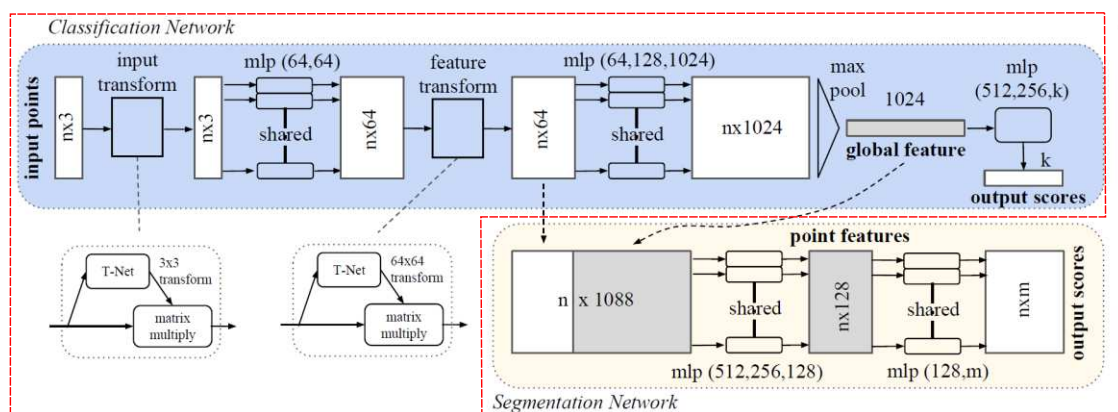 Classification Network
input points
nx3
input
transform
nx3
mlp (64,64)
shared
nx64
feature
transform
nx64
mlp (64,128,1024)
shared
nx1024
max
pool
1024
global feature
mlp
(512,256,k)
k
output scores
T-Net
3x3
transform
matrix
multiply
T-Net
64x64
transform
matrix
multiply
point features
n x 1088
shared
mlp (512,256,128)
nx128
shared
mlp (128,m)
nxm
output scores
Segmentation Network